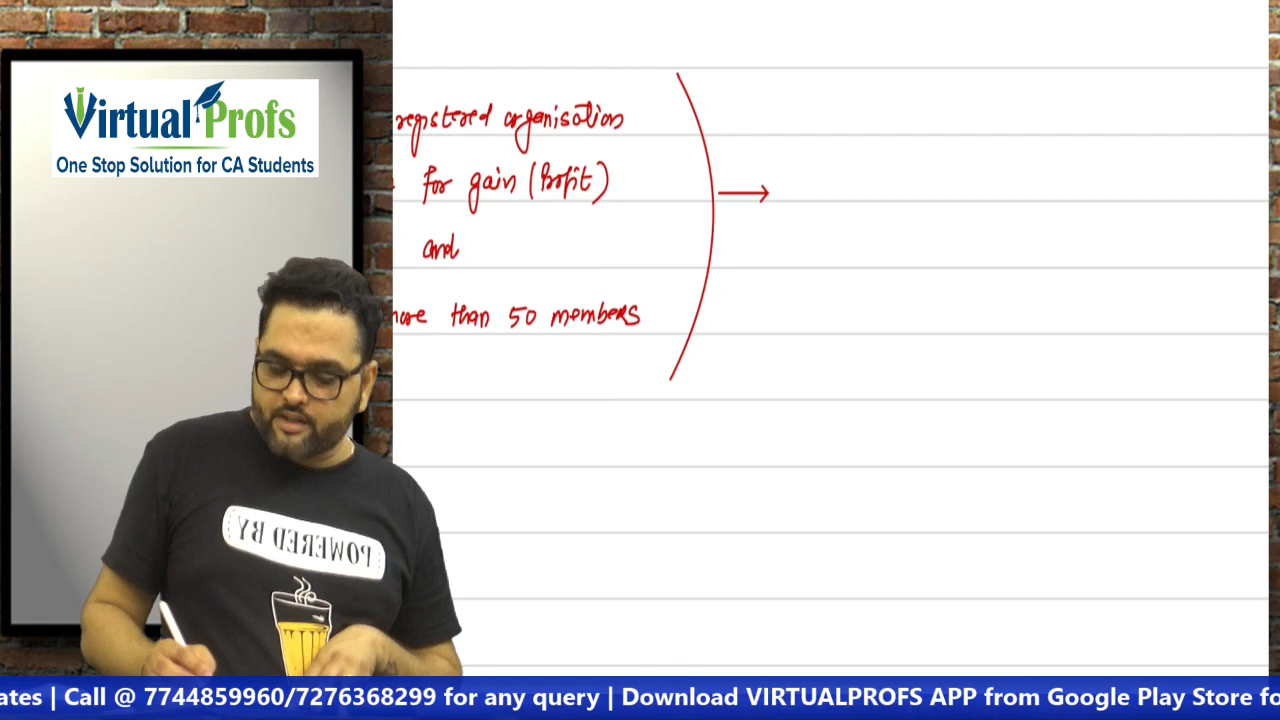 Virtual Profs
One Stop Solution for CA Students
registered organisation
for gain (Profit)
and
more than 50 members
POWERED BY
ates | Call @ 7744859960/7276368299 for any query | Download VIRTUALPROFS APP from Google Play Store fo